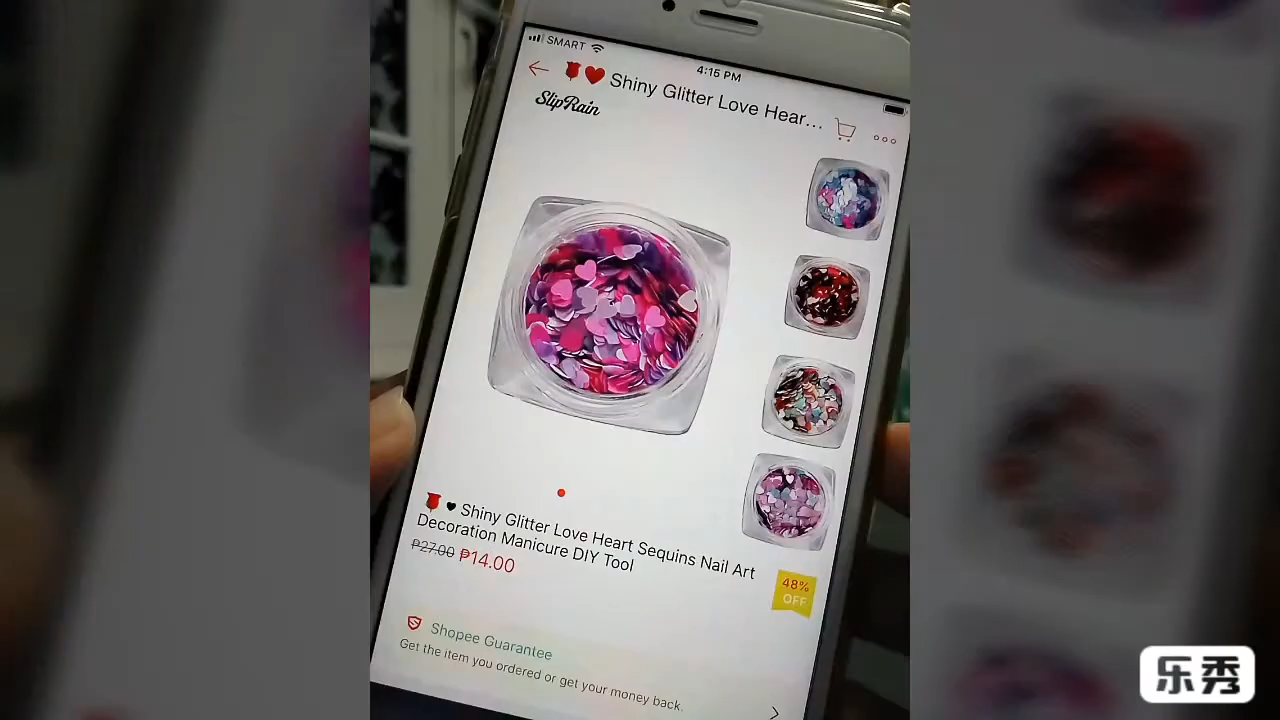 SMART
4:15 PM
Shiny Glitter Love Hear...
SlipRain
Shiny Glitter Love Heart Sequins Nail Art
Decoration Manicure DIY Tool
₱27.00 ₱14.00
48%
OFF
Shopee Guarantee
Get the item you ordered or get your money back.
乐秀